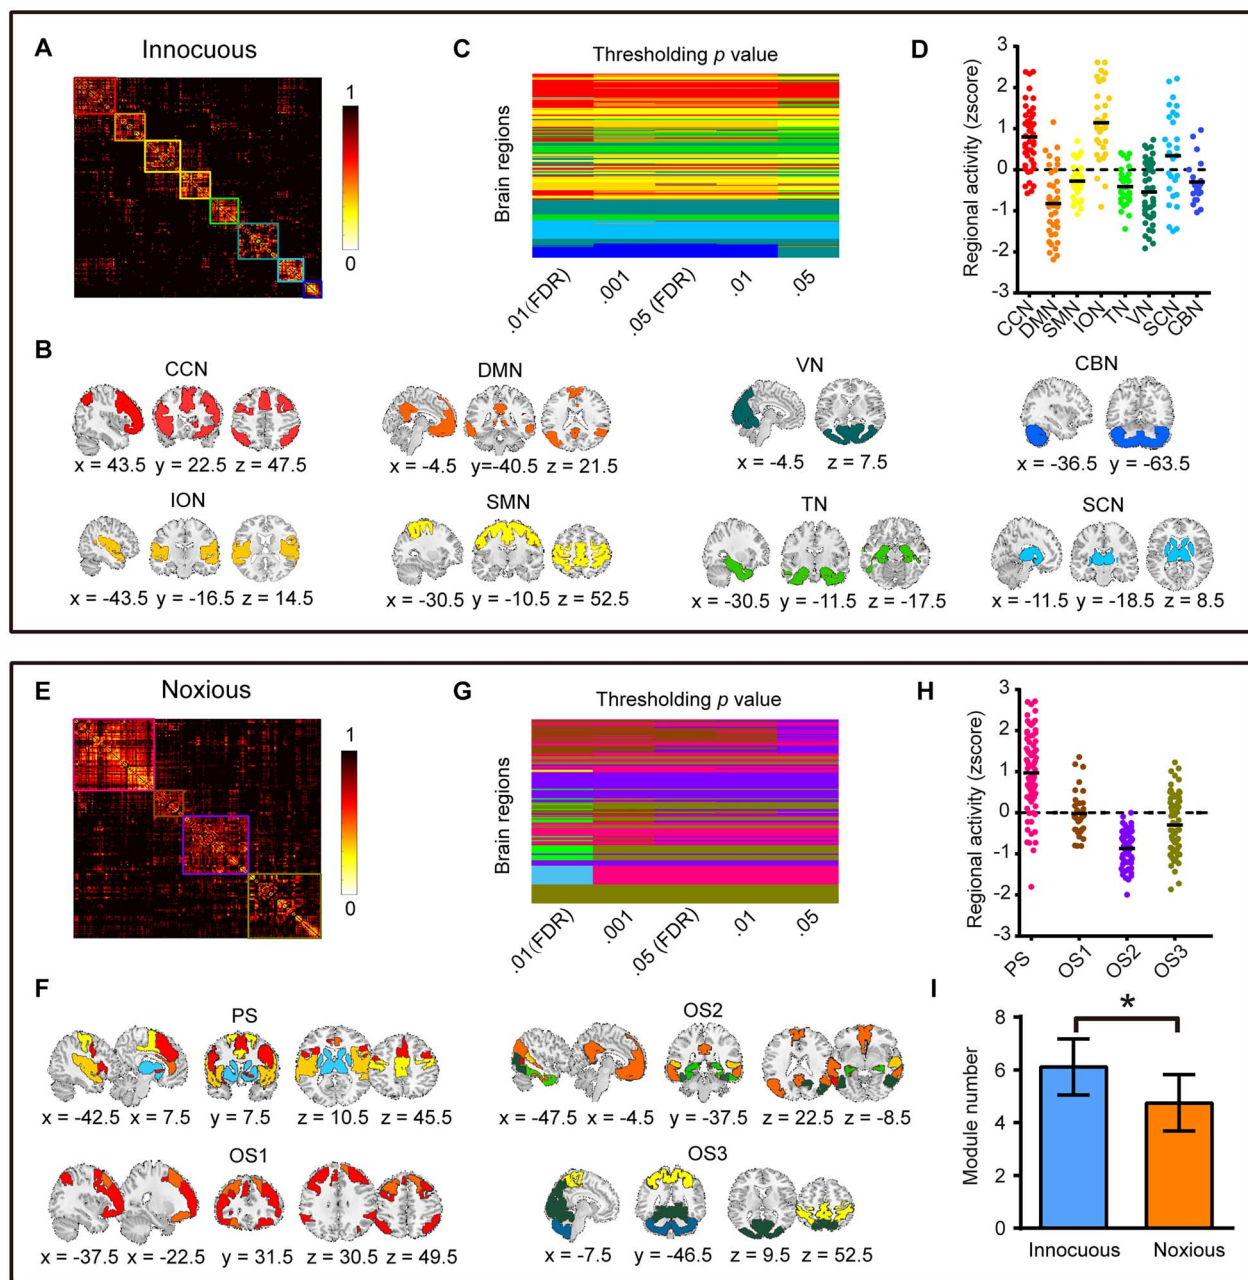 A
Innocuous
1
0
C
Thresholding p value
Brain regions
.01(FDR)
.001
.05 (FDR)
.01
.05
D
Regional activity (zscore)
3
2
1
0
-1
-2
-3
CCN
DMN
SMN
ION
TN
VN
SCN
CBN
B
CCN
x = 43.5 y = 22.5 z = 47.5
DMN
x = -4.5 y=-40.5 z = 21.5
VN
x = -4.5 z = 7.5
CBN
x = -36.5 y = -63.5
ION
x = -43.5 y = -16.5 z = 14.5
SMN
x = -30.5 y = -10.5 z = 52.5
TN
x = -30.5 y = -11.5 z = -17.5
SCN
x = -11.5 y = -18.5 z = 8.5
E
Noxious
1
0
G
Thresholding p value
Brain regions
.01(FDR)
.001
.05 (FDR)
.01
.05
H
Regional activity (zscore)
3
2
1
0
-1
-2
-3
PS
OS1
OS2
OS3
F
PS
x = -42.5 x = 7.5 y = 7.5 z = 10.5 z = 45.5
OS2
x = -47.5 x = -4.5 y = -37.5 z = 22.5 z = -8.5
OS1
x = -37.5 x = -22.5 y = 31.5 z = 30.5 z = 49.5
OS3
x = -7.5 y = -46.5 z = 9.5 z = 52.5
I
Module number
8
6
4
2
0
*
Innocuous
Noxious